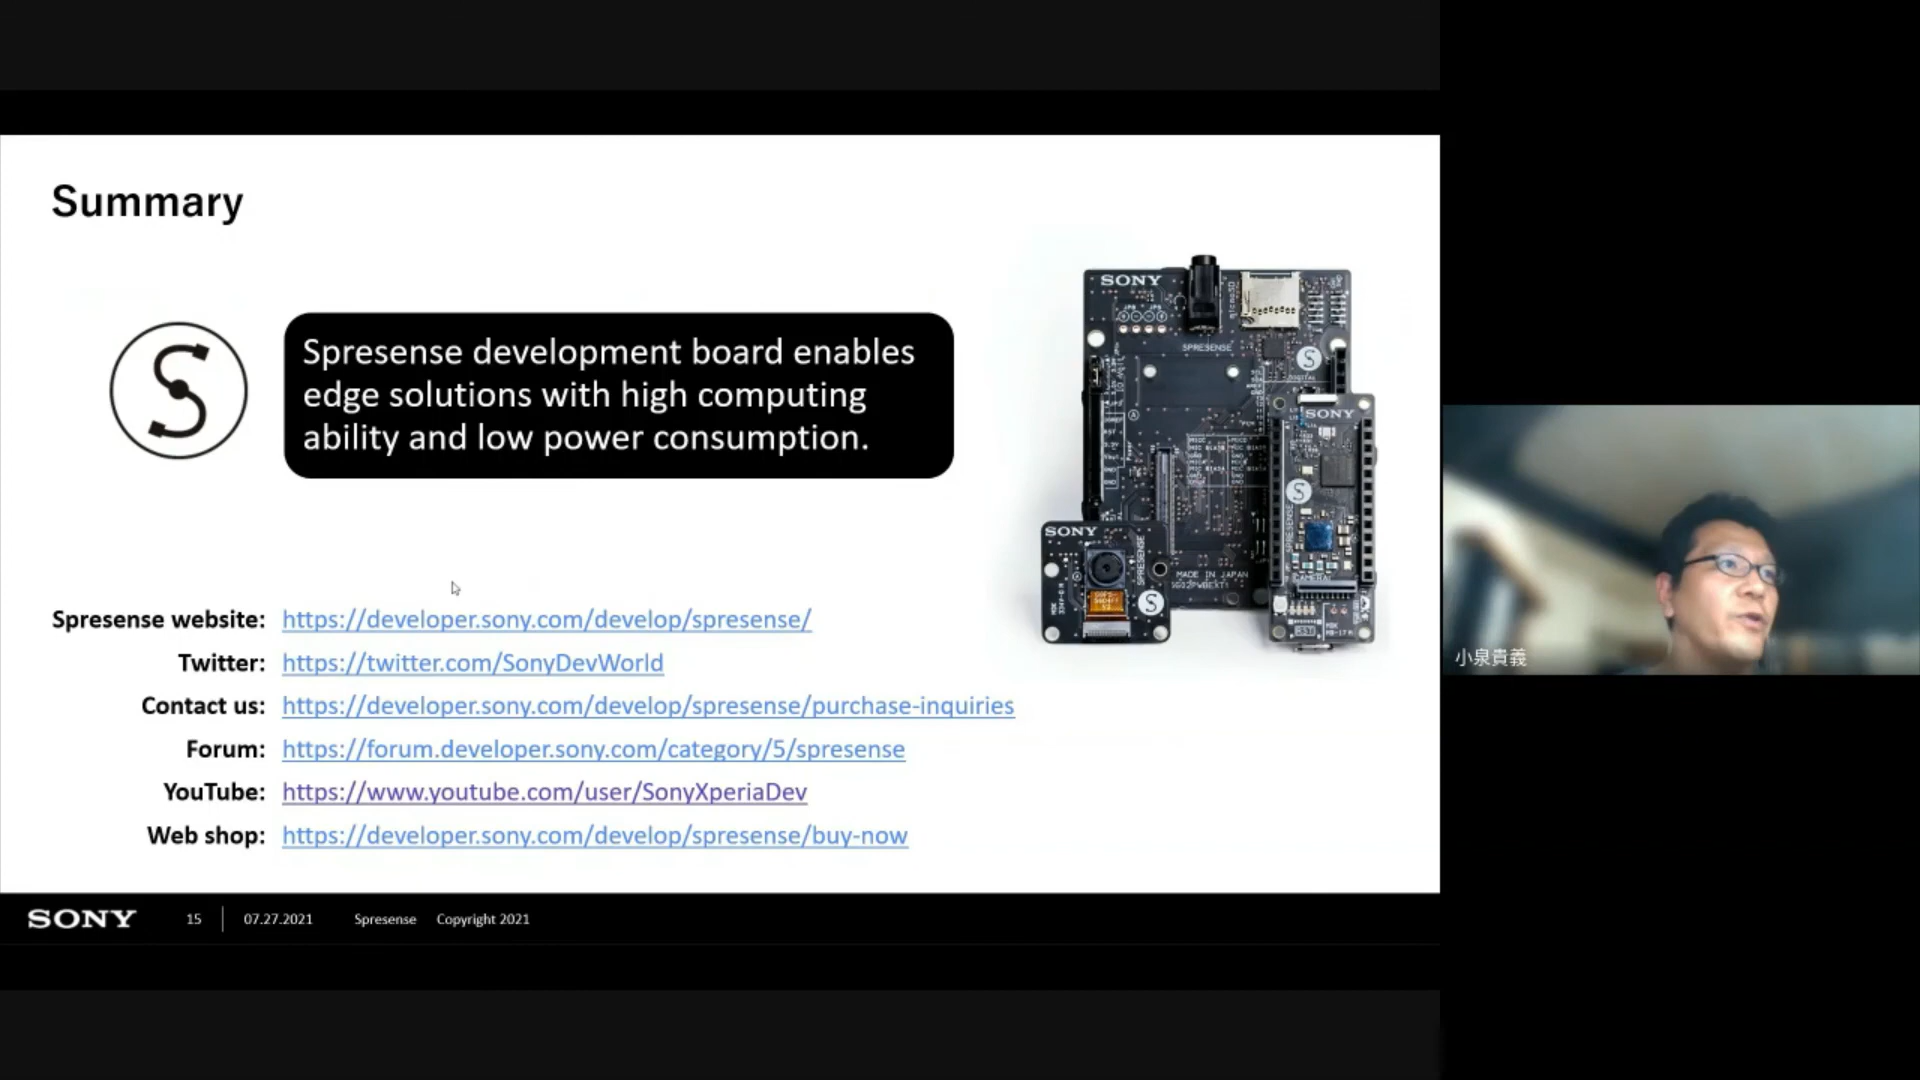 Summary
Spresense development board enables
edge solutions with high computing
ability and low power consumption.
SONY
SPRESENSE
SONY
SONY
SPRESENSE
MADE IN JAPAN
小泉貴義
Spresense website: https://developer.sony.com/develop/spresense/
Twitter: https://twitter.com/SonyDevWorld
Contact us: https://developer.sony.com/develop/spresense/purchase-inquiries
Forum: https://forum.developer.sony.com/category/5/spresense
YouTube: https://www.youtube.com/user/SonyXperiaDev
Web shop: https://developer.sony.com/develop/spresense/buy-now
SONY 15 07.27.2021 Spresense Copyright 2021